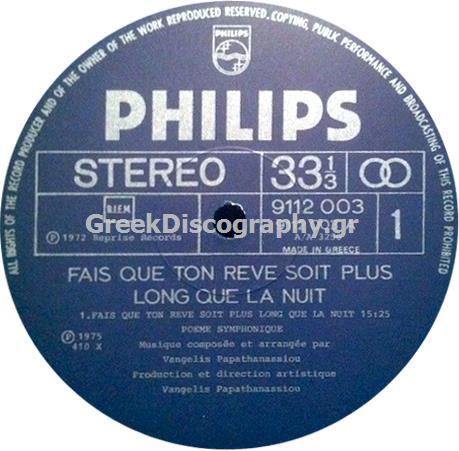 ALL RIGHTS OF THE RECORD PRODUCER AND OF THE OWNER OF THE WORK REPRODUCED RESERVED. COPYING, PUBLIC PERFORMANCE AND BROADCASTING OF THIS RECORD PROHIBITED
PHILIPS
PHILIPS
STEREO 33 1/3
BIEM 9112 003 1
GreekDiscography.gr
℗ 1972 Reprise Records
MADE IN GREECE
FAIS QUE TON REVE SOIT PLUS
LONG QUE LA NUIT
1.FAIS QUE TON REVE SOIT PLUS LONG QUE LA NUIT 15:25
POEME SYMPHONIQUE
℗ 1975
410 X
Musique composée et arrangée par
Vangelis Papathanassiou
Production et direction artistique
Vangelis Papathanassiou